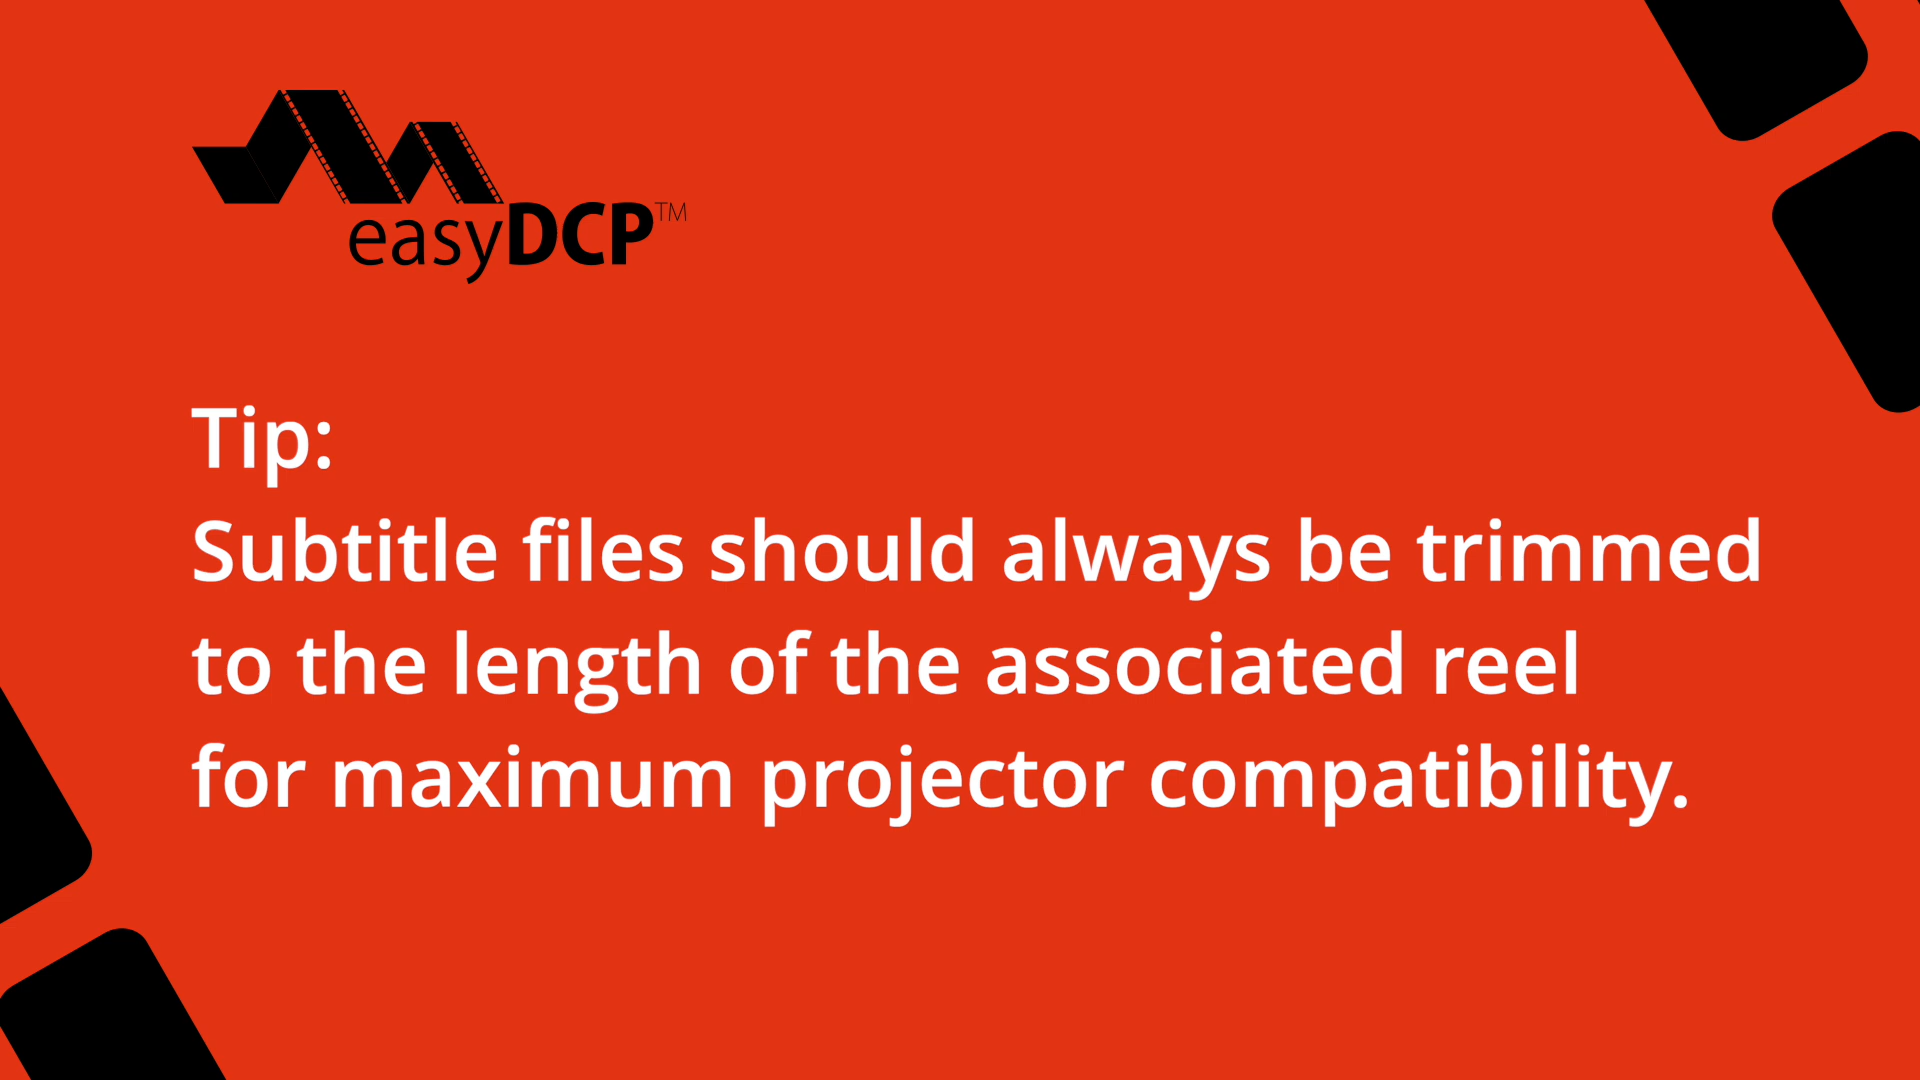 easyDCP™
Tip:
Subtitle files should always be trimmed
to the length of the associated reel
for maximum projector compatibility.